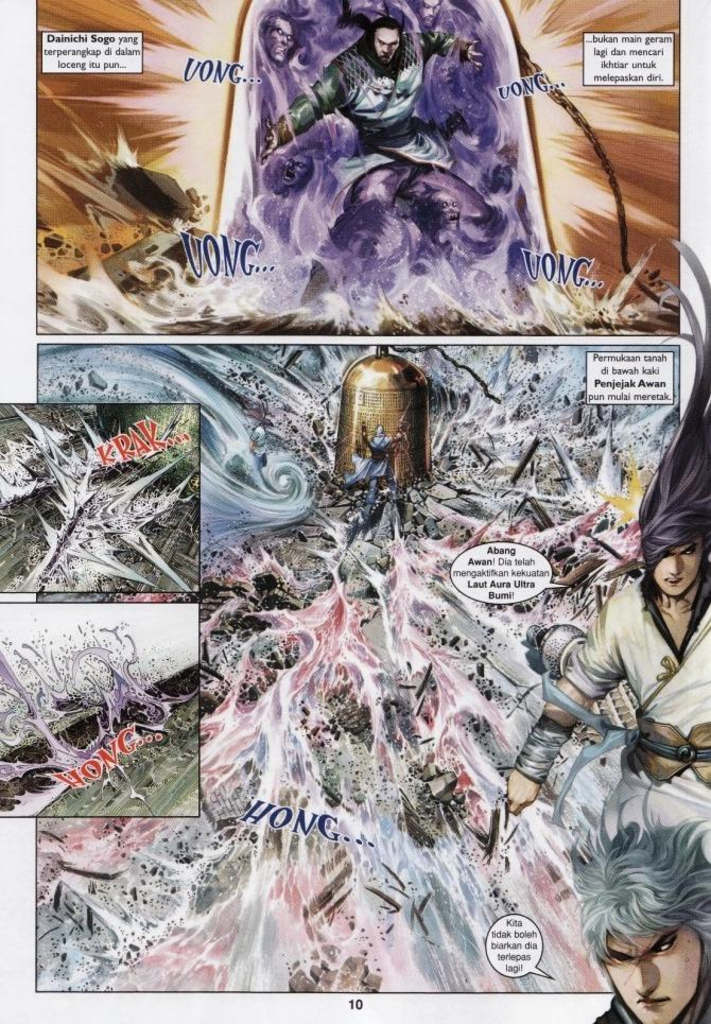 Dainichi Sogo yang
terperangkap di dalam
loceng itu pun...
...bukan main geram
lagi dan mencari
ikhtiar untuk
melepaskan diri.
UONG...
UONG...
UONG...
UONG...
Permukaan tanah
di bawah kaki
Penjejak Awan
pun mulai meretak.
KRAK...
Abang
Awan! Dia telah
mengaktifkan kekuatan
Laut Aura Ultra
Bumi!
HONG...
HONG...
Kita
tidak boleh
biarkan dia
terlepas
lagi!
10